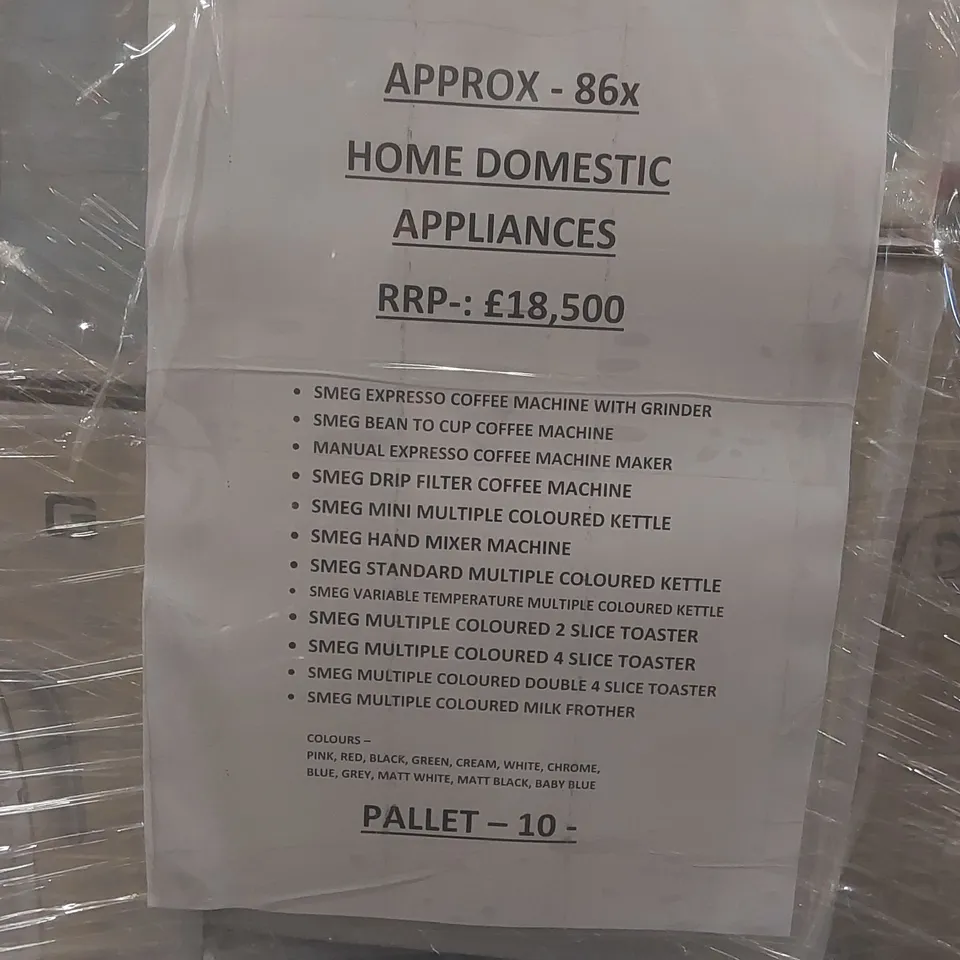 APPROX - 86x
HOME DOMESTIC
APPLIANCES
RRP-: £18,500
• SMEG EXPRESSO COFFEE MACHINE WITH GRINDER
• SMEG BEAN TO CUP COFFEE MACHINE
• MANUAL EXPRESSO COFFEE MACHINE MAKER
• SMEG DRIP FILTER COFFEE MACHINE
• SMEG MINI MULTIPLE COLOURED KETTLE
• SMEG HAND MIXER MACHINE
• SMEG STANDARD MULTIPLE COLOURED KETTLE
• SMEG VARIABLE TEMPERATURE MULTIPLE COLOURED KETTLE
• SMEG MULTIPLE COLOURED 2 SLICE TOASTER
• SMEG MULTIPLE COLOURED 4 SLICE TOASTER
• SMEG MULTIPLE COLOURED DOUBLE 4 SLICE TOASTER
• SMEG MULTIPLE COLOURED MILK FROTHER
COLOURS –
PINK, RED, BLACK, GREEN, CREAM, WHITE, CHROME,
BLUE, GREY, MATT WHITE, MATT BLACK, BABY BLUE
PALLET – 10 -
G